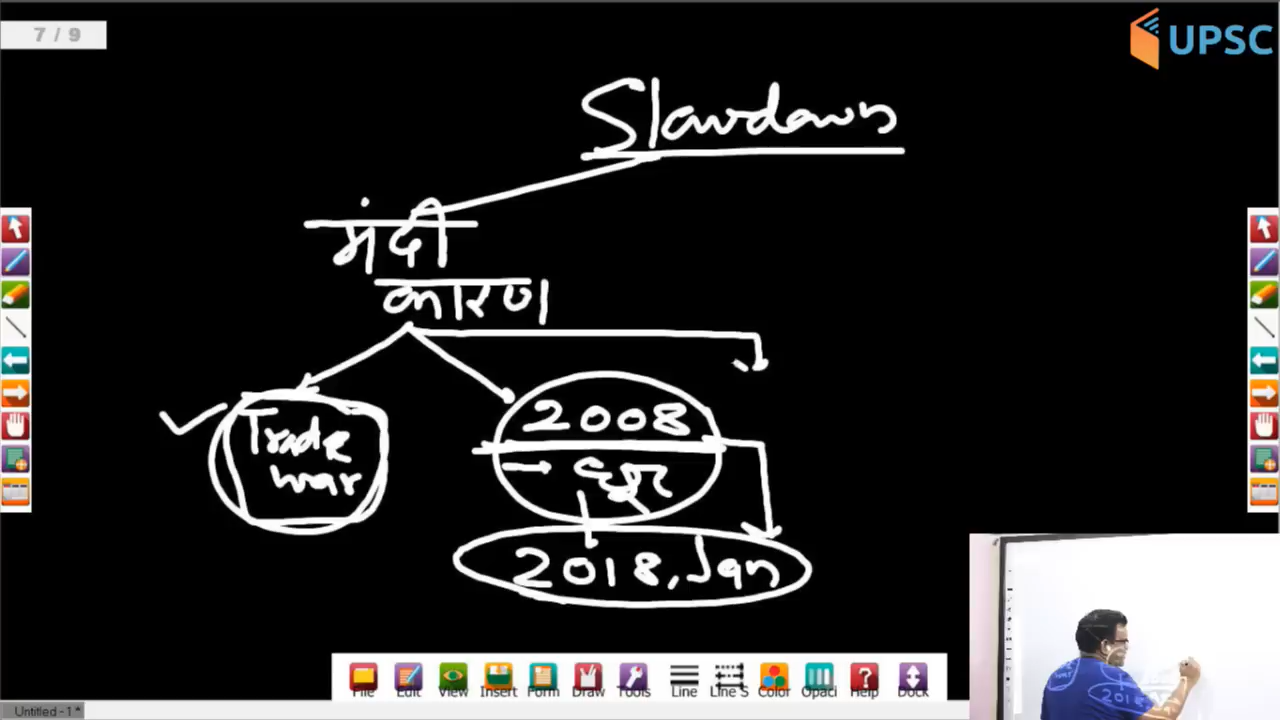 7 / 9
UPSC
Slowdown
मंदी
कारण
Trade
war
2008
2018, Jan
File Edit View Insert Form Draw Tools Line Line S Color Opaci Help Dock
Untitled - 1 *